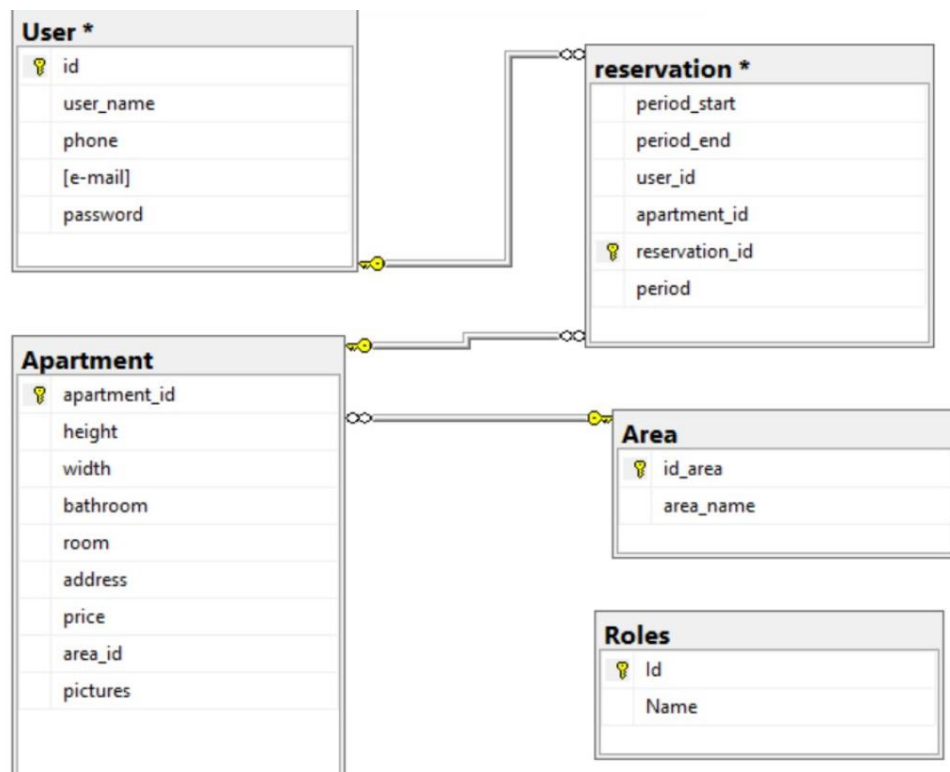 User *
id
user_name
phone
[e-mail]
password
reservation *
period_start
period_end
user_id
apartment_id
reservation_id
period
Apartment
apartment_id
height
width
bathroom
room
address
price
area_id
pictures
Area
id_area
area_name
Roles
Id
Name